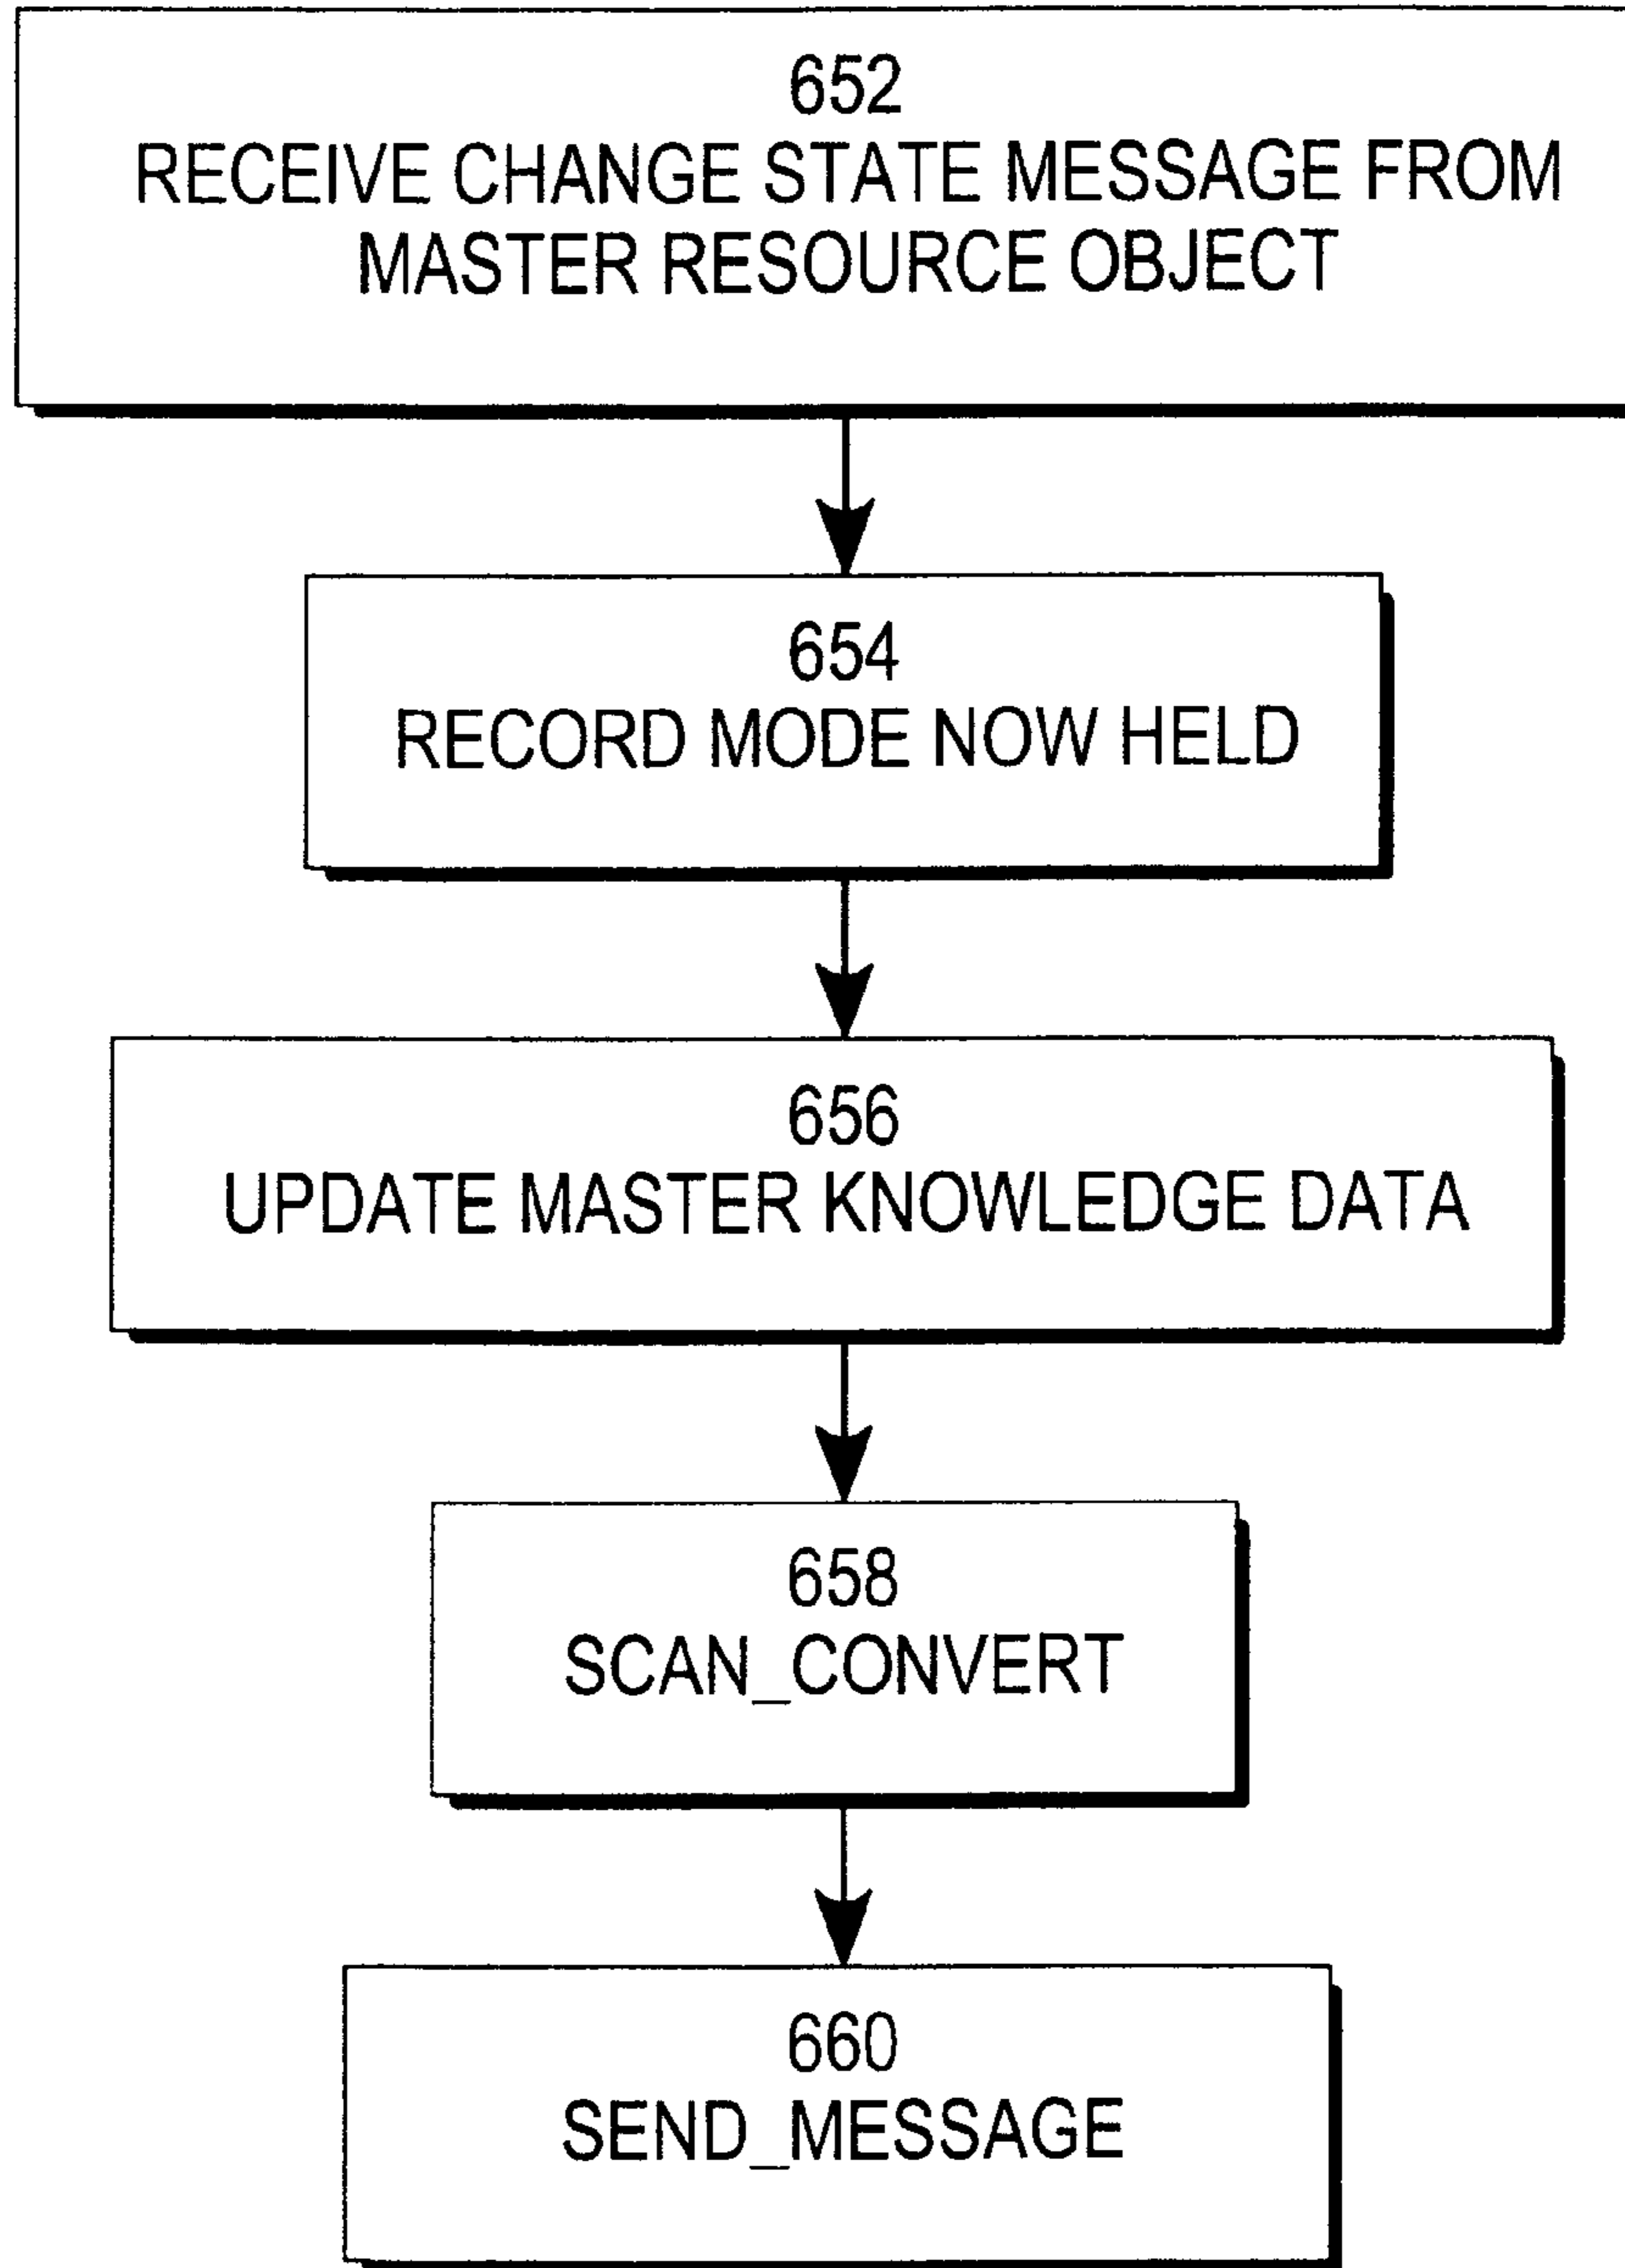 652
RECEIVE CHANGE STATE MESSAGE FROM
MASTER RESOURCE OBJECT
654
RECORD MODE NOW HELD
656
UPDATE MASTER KNOWLEDGE DATA
658
SCAN_CONVERT
660
SEND_MESSAGE